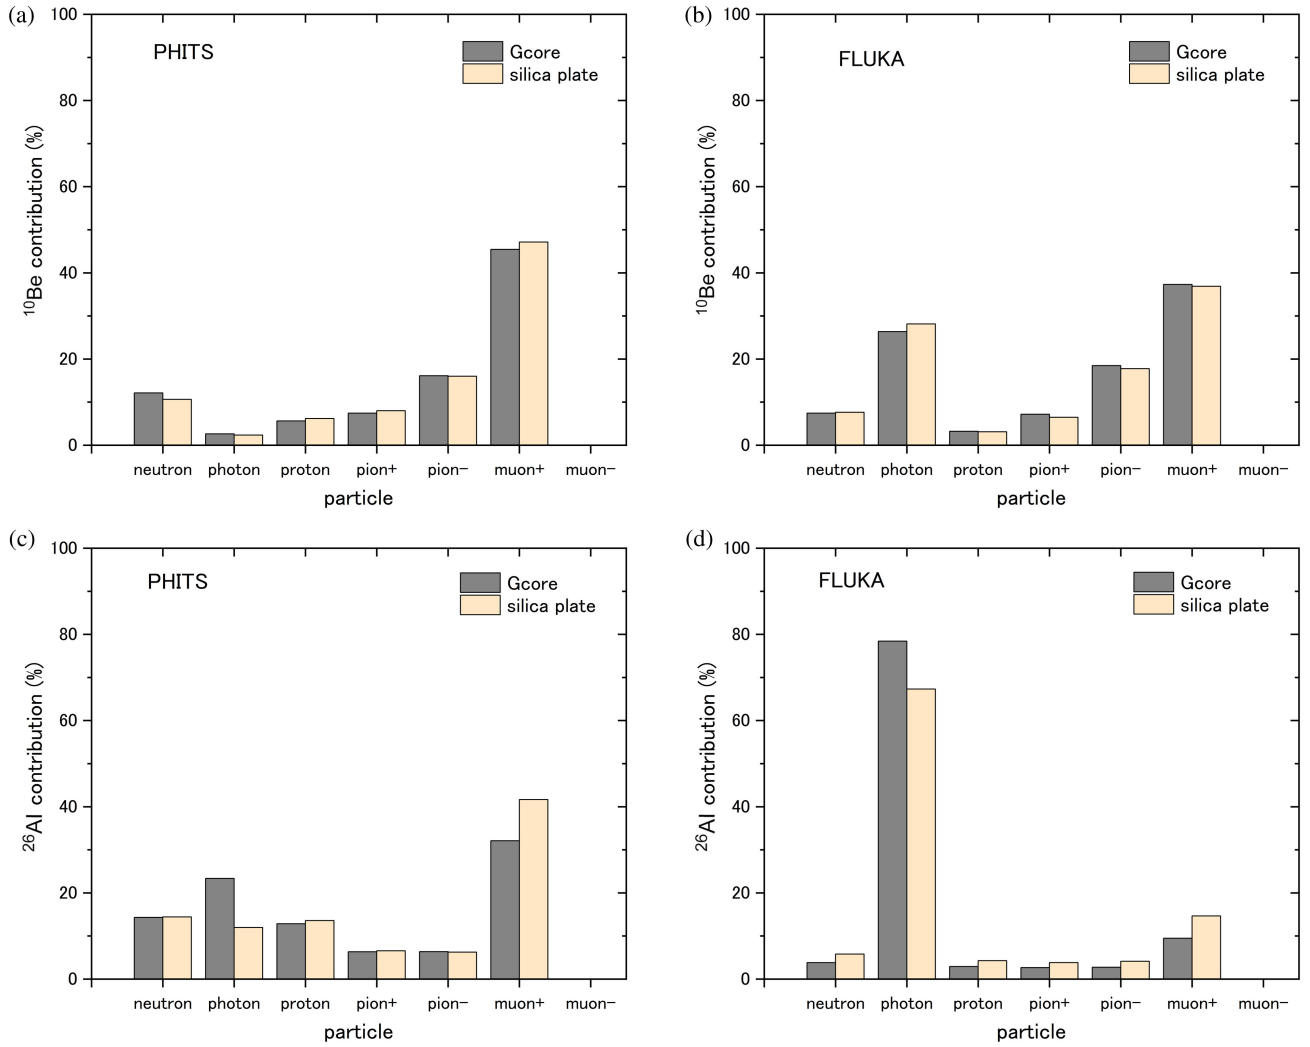 (a)
PHITS
Gcore
silica plate
100
80
60
40
20
0
10Be contribution (%)
neutron photon proton pion+ pion− muon+ muon−
particle
(b)
FLUKA
Gcore
silica plate
100
80
60
40
20
0
10Be contribution (%)
neutron photon proton pion+ pion− muon+ muon−
particle
(c)
PHITS
Gcore
silica plate
100
80
60
40
20
0
26Al contribution (%)
neutron photon proton pion+ pion− muon+ muon−
particle
(d)
FLUKA
Gcore
silica plate
100
80
60
40
20
0
26Al contribution (%)
neutron photon proton pion+ pion− muon+ muon−
particle